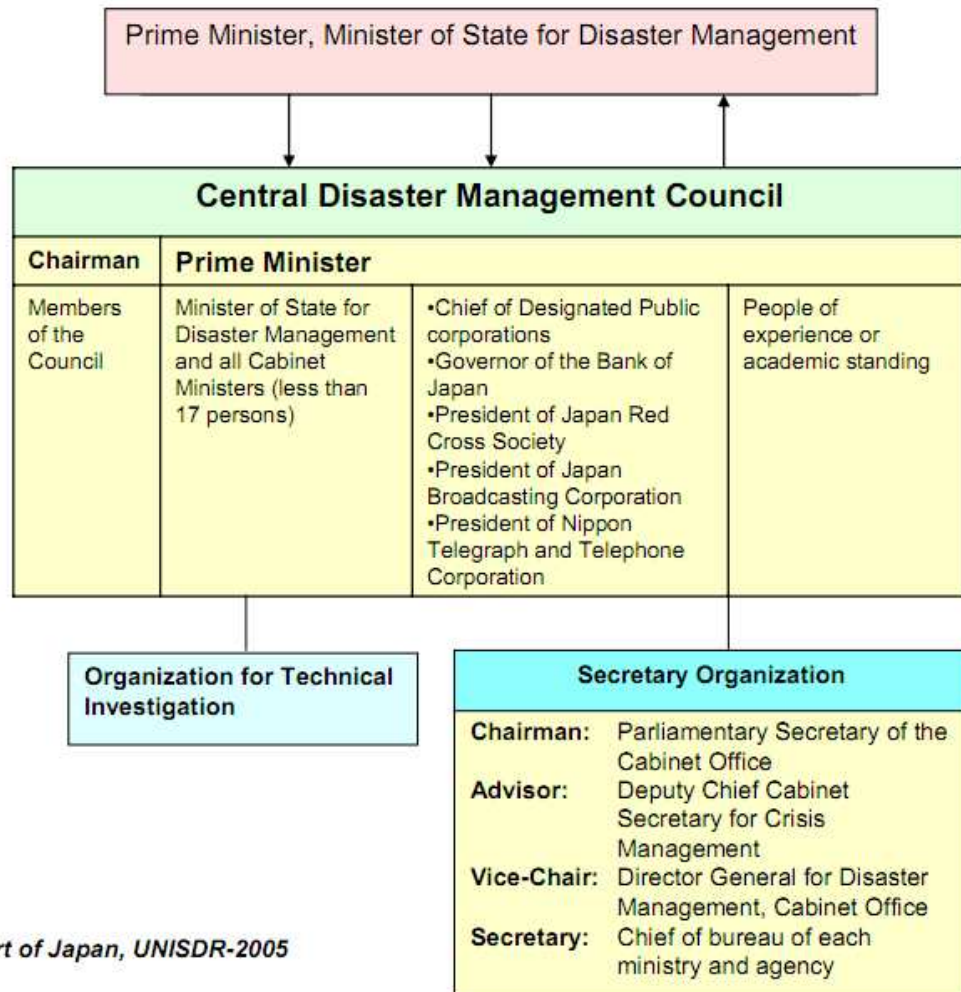 Prime Minister, Minister of State for Disaster Management
Central Disaster Management Council
Chairman
Prime Minister
Members
of the
Council
Minister of State for
Disaster Management
and all Cabinet
Ministers (less than
17 persons)
•Chief of Designated Public
corporations
•Governor of the Bank of
Japan
•President of Japan Red
Cross Society
•President of Japan
Broadcasting Corporation
•President of Nippon
Telegraph and Telephone
Corporation
People of
experience or
academic standing
Organization for Technical
Investigation
Secretary Organization
Chairman: Parliamentary Secretary of the
Cabinet Office
Advisor: Deputy Chief Cabinet
Secretary for Crisis
Management
Vice-Chair: Director General for Disaster
Management, Cabinet Office
Secretary: Chief of bureau of each
ministry and agency
of Japan, UNISDR-2005